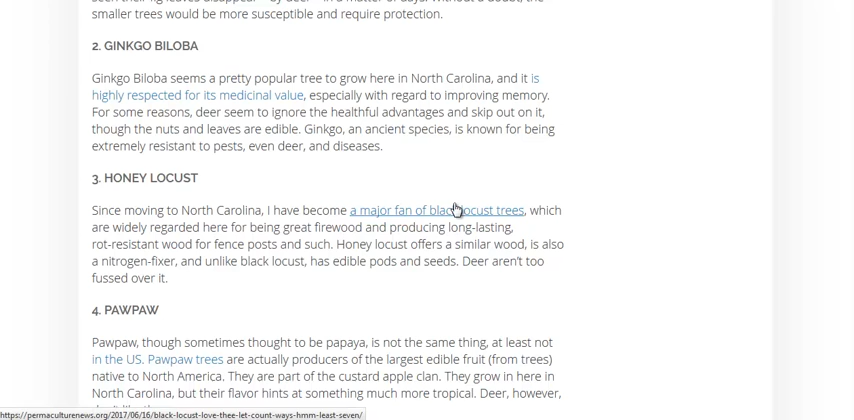 smaller trees would be more susceptible and require protection.
2. GINKGO BILOBA
Ginkgo Biloba seems a pretty popular tree to grow here in North Carolina, and it is
highly respected for its medicinal value, especially with regard to improving memory.
For some reasons, deer seem to ignore the healthful advantages and skip out on it,
though the nuts and leaves are edible. Ginkgo, an ancient species, is known for being
extremely resistant to pests, even deer, and diseases.
3. HONEY LOCUST
Since moving to North Carolina, I have become a major fan of black locust trees, which
are widely regarded here for being great firewood and producing long-lasting,
rot-resistant wood for fence posts and such. Honey locust offers a similar wood, is also
a nitrogen-fixer, and unlike black locust, has edible pods and seeds. Deer aren't too
fussed over it.
4. PAWPAW
Pawpaw, though sometimes thought to be papaya, is not the same thing, at least not
in the US. Pawpaw trees are actually producers of the largest edible fruit (from trees)
native to North America. They are part of the custard apple clan. They grow in here in
North Carolina, but their flavor hints at something much more tropical. Deer, however,
https://permaculturenews.org/2017/06/16/black-locust-love-thee-let-count-ways-hmm-least-seven/